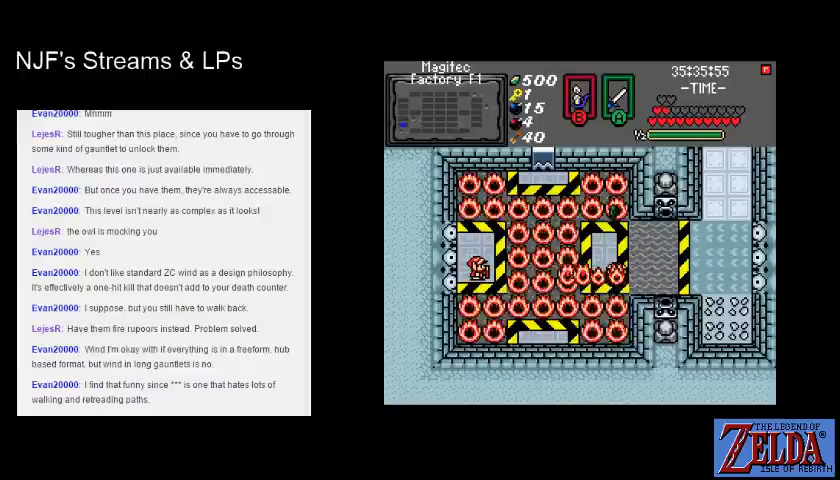 NJF's Streams & LPs
Evan20000: Mhmm
LejesR: Still tougher than this place, since you have to go through
some kind of gauntlet to unlock them.
LejesR: Whereas this one is just available immediately.
Evan20000: But once you have them, they're always accessable.
Evan20000: This level isn't nearly as complex as it looks!
LejesR: the owl is mocking you
Evan20000: Yes.
Evan20000: I don't like standard ZC wind as a design philosophy.
It's effectively a one-hit kill that doesn't add to your death counter.
Evan20000: I suppose, but you still have to walk back.
LejesR: Have them fire rupoors instead. Problem solved.
Evan20000: Wind I'm okay with if everything is in a freeform, hub
based format, but wind in long gauntlets is no.
Evan20000: I find that funny since *** is one that hates lots of
walking and retreading paths.
Magitec
Factory F1
500
1
15
4
40
B
A
35:35:55
-TIME-
1/2
THE LEGEND OF
ZELDA
ISLE OF REBIRTH